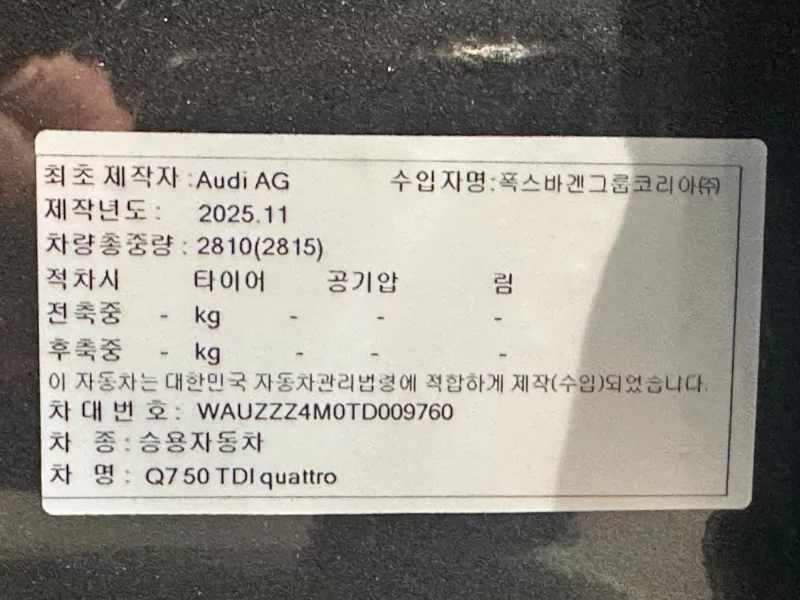 최초 제작자 : Audi AG 수입자명:폭스바겐그룹코리아㈜
제작년도 : 2025.11
차량총중량 : 2810(2815)
적차시 타이어 공기압 림
전축중 - kg - - -
후축중 - kg - - -
이 자동차는 대한민국 자동차관리법령에 적합하게 제작(수입)되었습니다.
차대번호 : WAUZZZ4M0TD009760
차 종 : 승용자동차
차 명 : Q7 50 TDI quattro